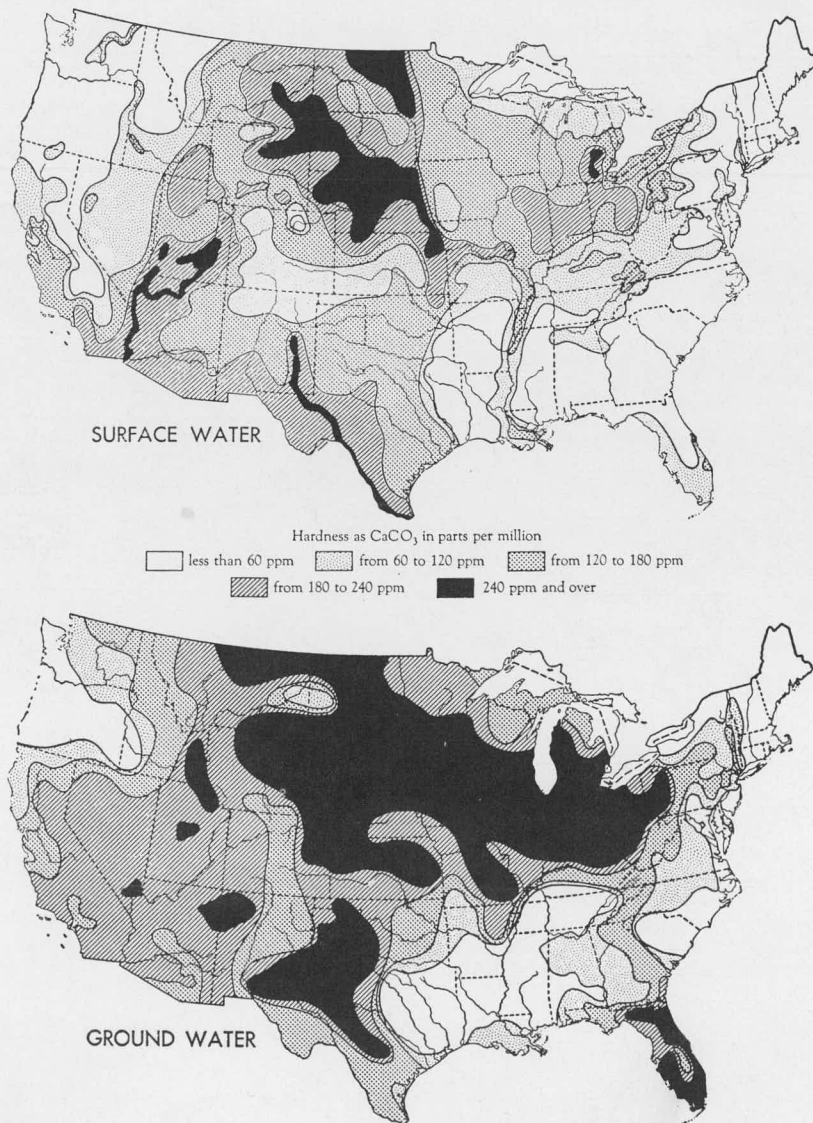 SURFACE WATER
Hardness as CaCO₃ in parts per million
less than 60 ppm from 60 to 120 ppm from 120 to 180 ppm
from 180 to 240 ppm 240 ppm and over
GROUND WATER